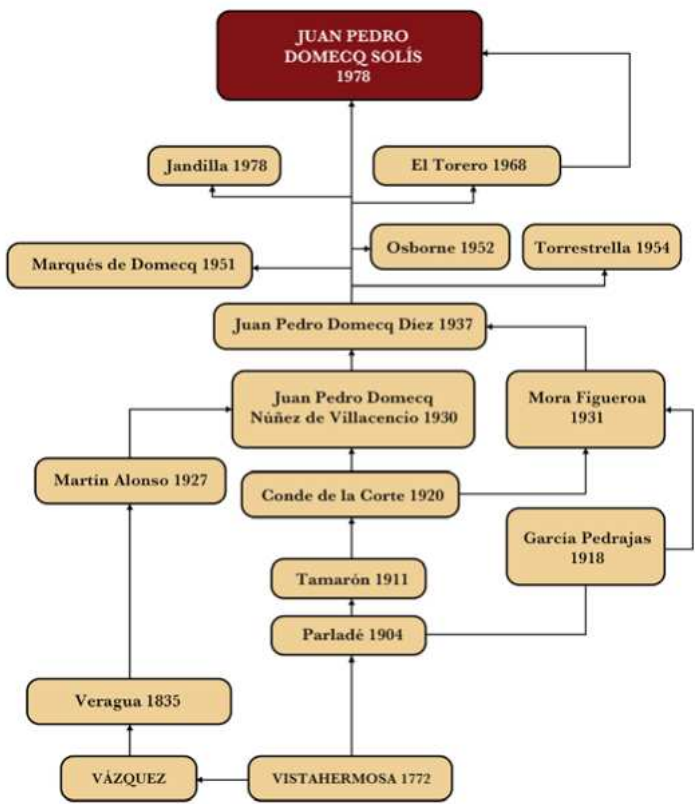 JUAN PEDRO
DOMECQ SOLÍS
1978
Jandilla 1978
El Torero 1968
Osborne 1952
Torrestrella 1954
Marqués de Domecq 1951
Juan Pedro Domecq Díez 1937
Juan Pedro Domecq
Núñez de Villacencio 1930
Mora Figueroa
1931
Martín Alonso 1927
Conde de la Corte 1920
García Pedrajas
1918
Tamarón 1911
Parladé 1904
Veragua 1835
VÁZQUEZ
VISTAHERMOSA 1772